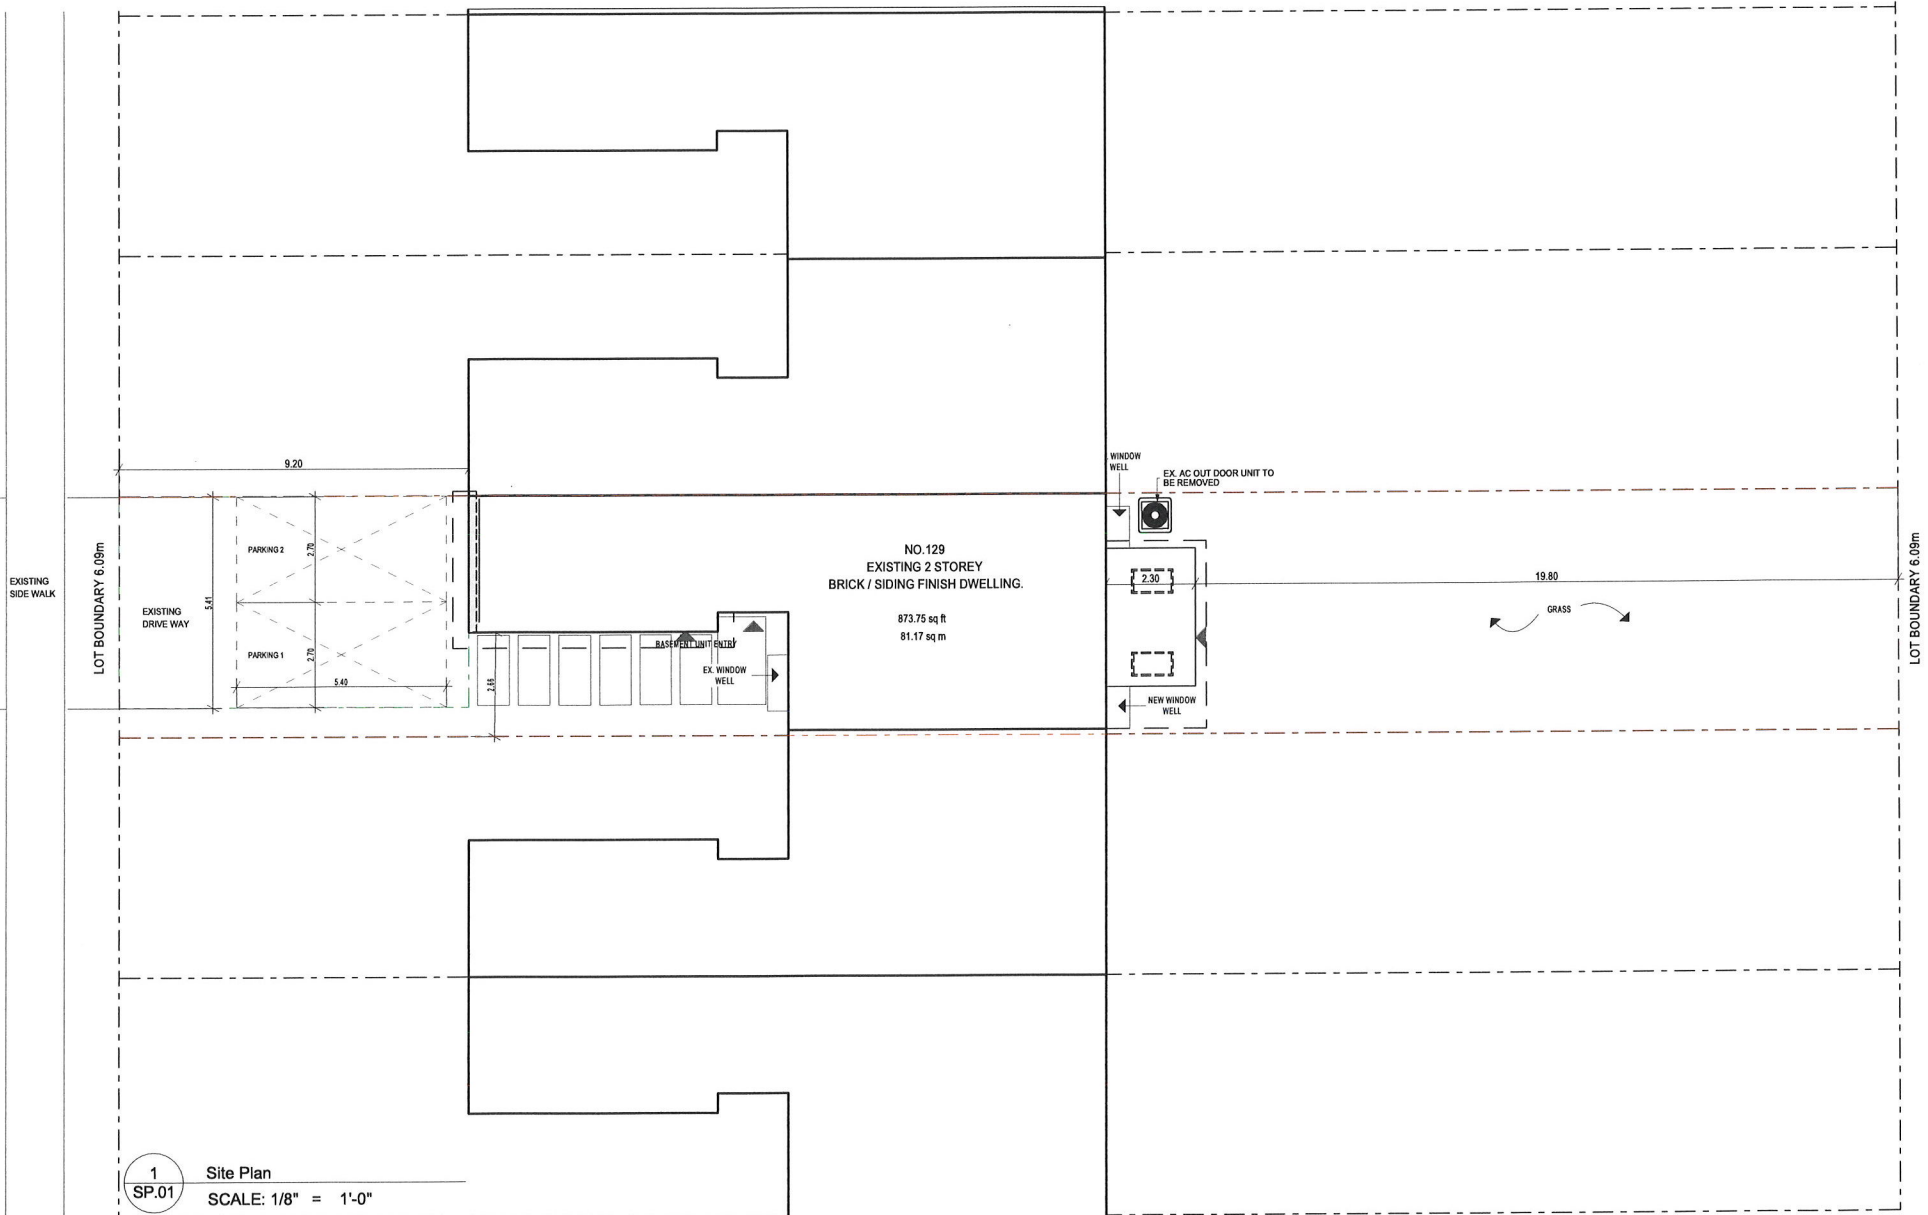 9.20
WINDOW
WELL
EX. AC OUT DOOR UNIT TO
BE REMOVED
PARKING 2
2.70
NO.129
EXISTING 2 STOREY
BRICK / SIDING FINISH DWELLING.
873.75 sq ft
81.17 sq m
2.30
19.80
GRASS
EXISTING
SIDE WALK
LOT BOUNDARY 6.09m
EXISTING
DRIVE WAY
5.41
LOT BOUNDARY 6.09m
PARKING 1
2.70
5.40
BASEMENT UNIT ENTRY
EX. WINDOW
WELL
2.66
NEW WINDOW
WELL
1
SP.01
Site Plan
SCALE: 1/8" = 1'-0"